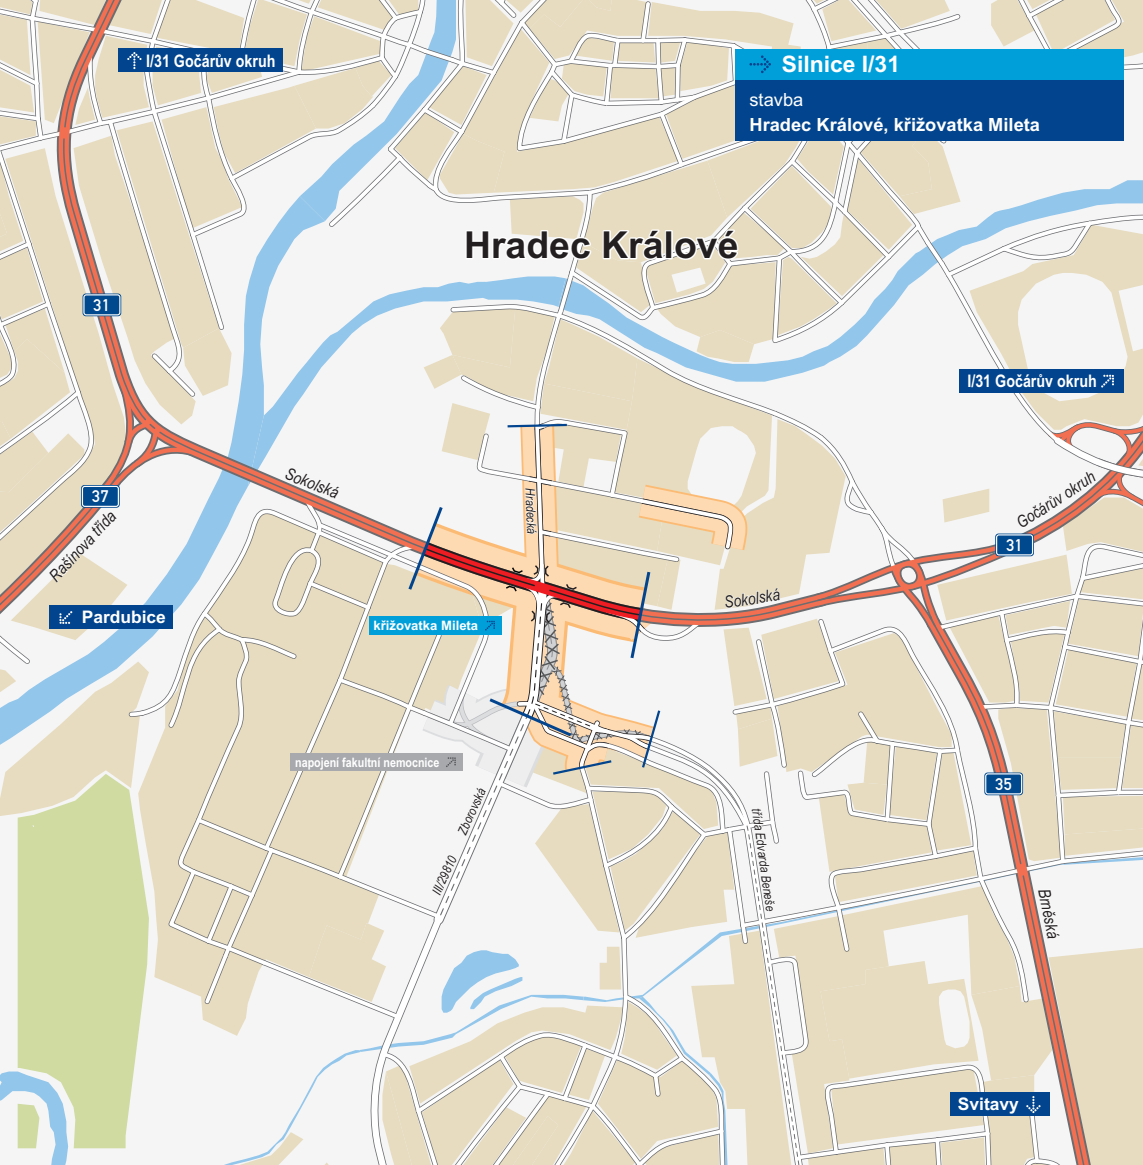 I/31 Gočárův okruh
Silnice I/31
stavba
Hradec Králové, křižovatka Mileta
Hradec Králové
31
I/31 Gočárův okruh
Sokolská
37
Hradecká
Gočárův okruh
Rašínova třída
31
Sokolská
Pardubice
křižovatka Mileta
napojení fakultní nemocnice
35
Zborovská
třída Edvarda Beneše
III/29810
Brněská
Svitavy